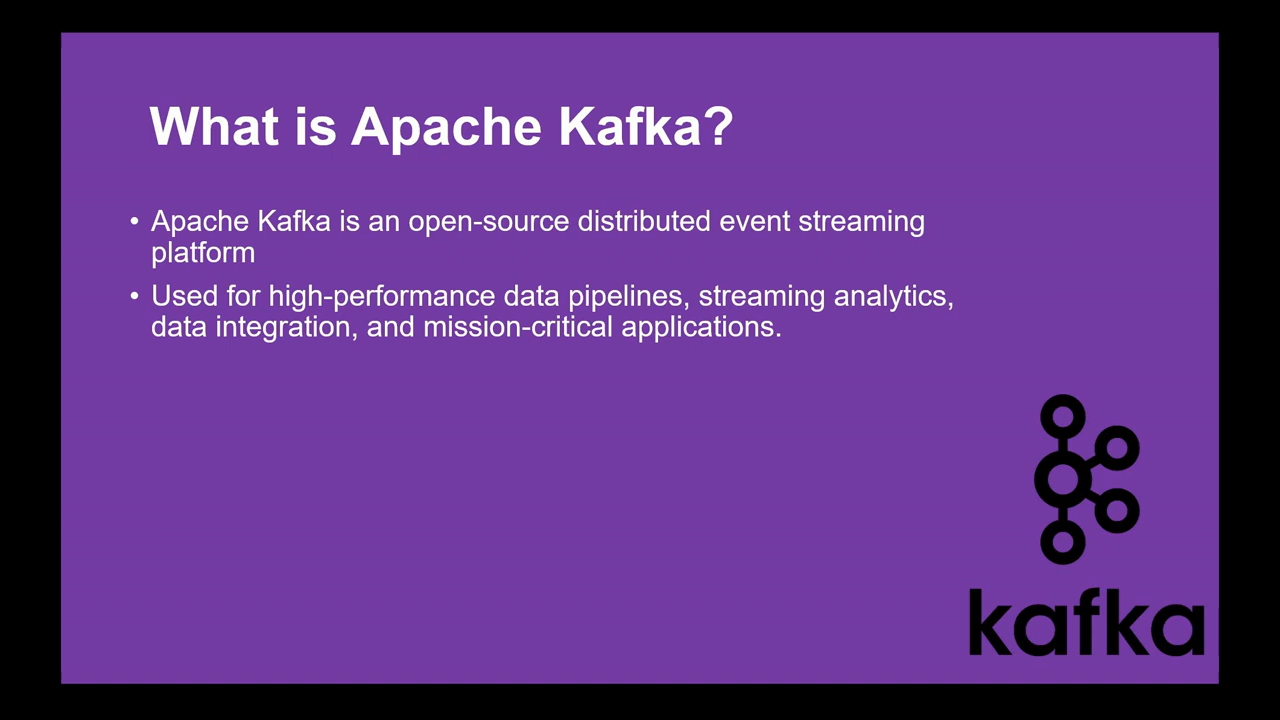 What is Apache Kafka?
• Apache Kafka is an open-source distributed event streaming
platform
• Used for high-performance data pipelines, streaming analytics,
data integration, and mission-critical applications.
kafka